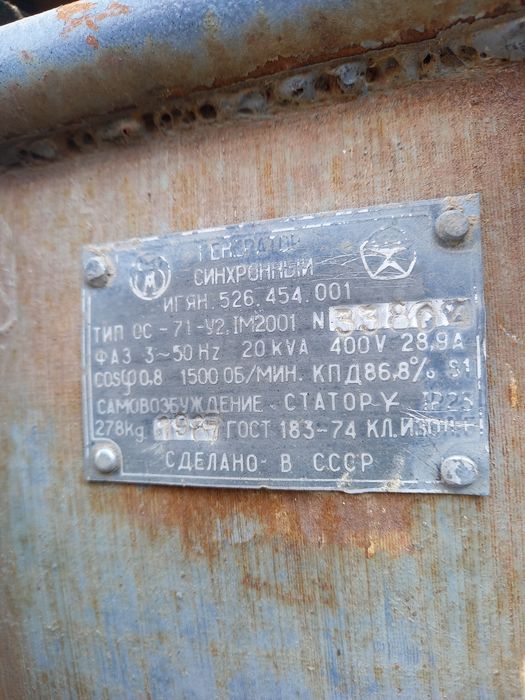 ГЕНЕРАТОР
СИНХРОННЫЙ
ИГЯН.526.454.001
ТИП ОС-71-У2.IM2001 N
ФАЗ 3~50Hz 20kVA 400V 28,9A
cosφ0,8 1500 ОБ/МИН. КПД86,8% S1
САМОВОЗБУЖДЕНИЕ СТАТОР-Y IP23
278kg ГОСТ 183-74 КЛ.ИЗОЛ.
СДЕЛАНО В СССР